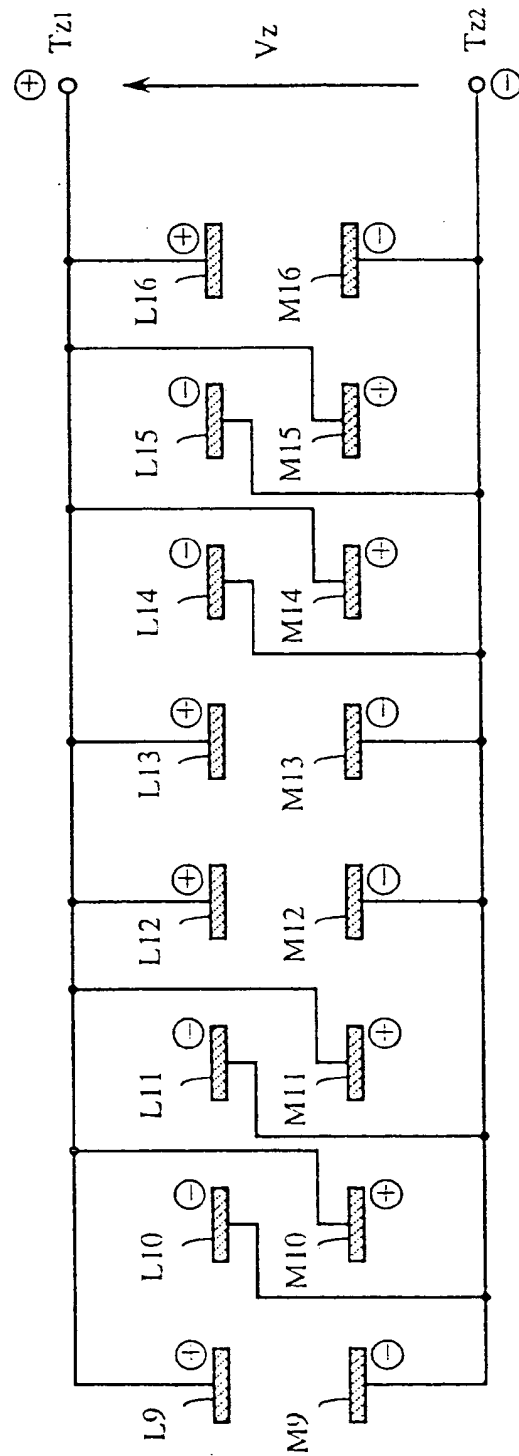 Tz1
Vz
Tz2
L9
L10
L11
L12
L13
L14
L15
L16
M9
M10
M11
M12
M13
M14
M15
M16
⊕
⊖
⊕
⊖
⊖
⊕
⊕
⊖
⊖
⊕
⊖
⊕
⊕
⊖
⊖
⊕
⊕
⊖